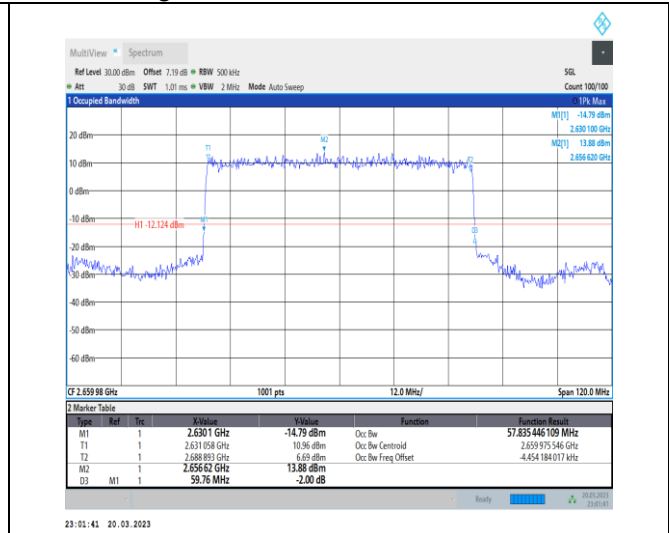 MultiView Spectrum
Ref Level 30.00 dBm Offset 7.19 dB RBW 500 kHz SGL
Att 30 dB SWT 1.01 ms VBW 2 MHz Mode Auto Sweep Count 100/100
1 Occupied Bandwidth 1Pk Max
M1[1] -14.79 dBm
2.630 100 GHz
M2[1] 13.88 dBm
2.656 620 GHz
M2
T1
20 dBm
T2
10 dBm
0 dBm
-10 dBm
M1
H1 -12.124 dBm
D3
-20 dBm
-30 dBm
-40 dBm
-50 dBm
-60 dBm
CF 2.659 98 GHz 1001 pts 12.0 MHz/ Span 120.0 MHz
2 Marker Table
Type Ref Trc X-Value Y-Value Function Function Result
M1 1 2.6301 GHz -14.79 dBm Occ Bw 57.835 446 109 MHz
T1 1 2.631 058 GHz 10.96 dBm Occ Bw Centroid 2.659 975 546 GHz
T2 1 2.688 893 GHz 6.69 dBm Occ Bw Freq Offset -4.454 184 017 kHz
M2 1 2.656 62 GHz 13.88 dBm
D3 M1 1 59.76 MHz -2.00 dB
Ready 20.03.2023
23:01:41
23:01:41 20.03.2023